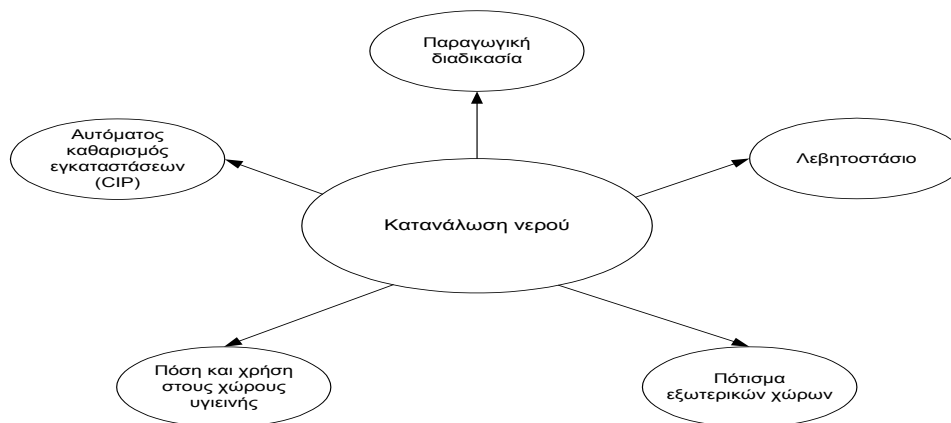 Παραγωγική
διαδικασία
Αυτόματος
καθαρισμός
εγκαταστάσεων
(CIP)
Λεβητοστάσιο
Κατανάλωση νερού
Πόση και χρήση
στους χώρους
υγιεινής
Πότισμα
εξωτερικών χώρων